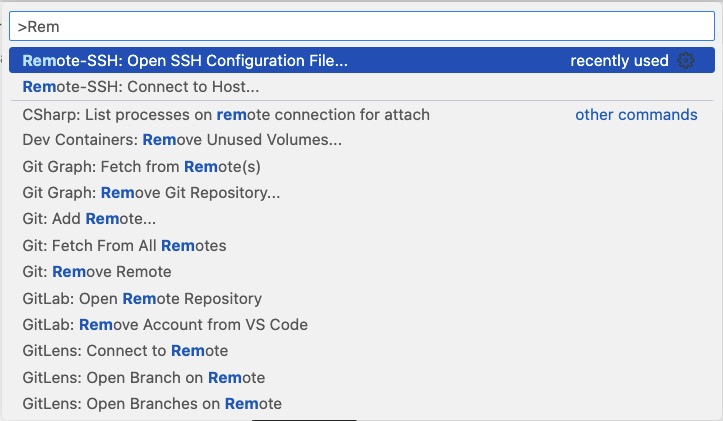 >Rem
Remote-SSH: Open SSH Configuration File... recently used
Remote-SSH: Connect to Host...
CSharp: List processes on remote connection for attach other commands
Dev Containers: Remove Unused Volumes...
Git Graph: Fetch from Remote(s)
Git Graph: Remove Git Repository...
Git: Add Remote...
Git: Fetch From All Remotes
Git: Remove Remote
GitLab: Open Remote Repository
GitLab: Remove Account from VS Code
GitLens: Connect to Remote
GitLens: Open Branch on Remote
GitLens: Open Branches on Remote